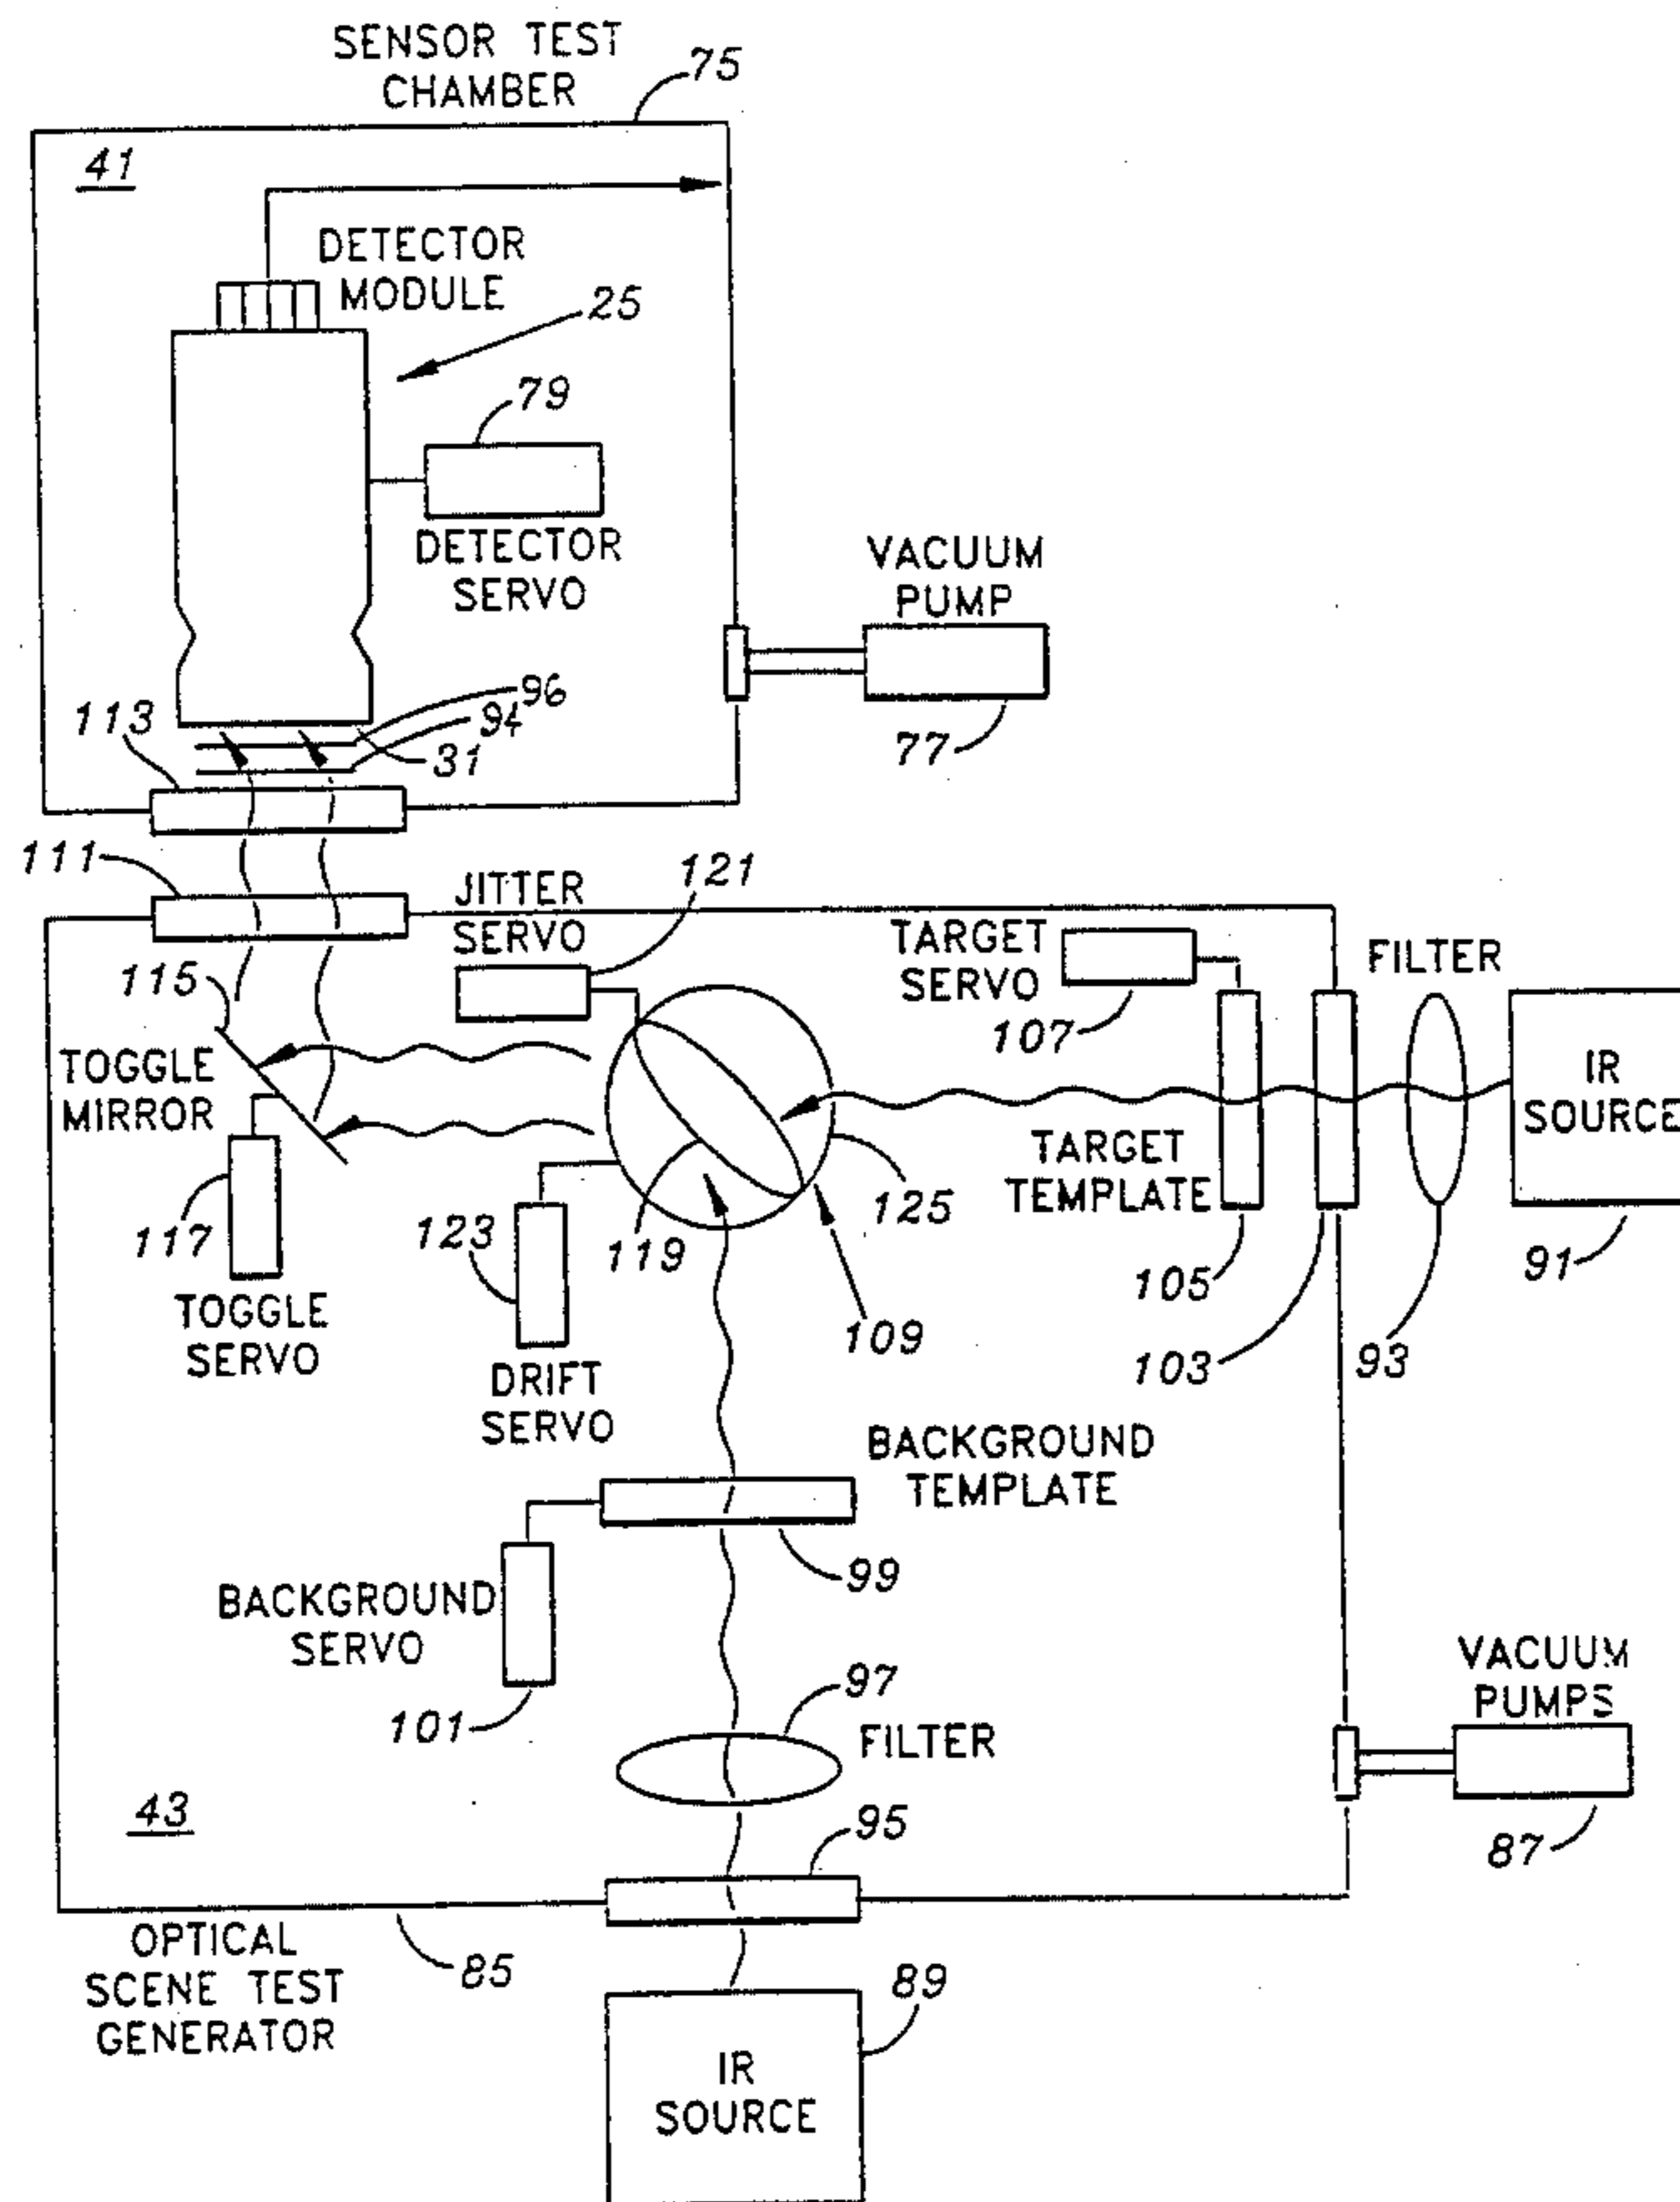 SENSOR TEST
CHAMBER
75
41
DETECTOR
MODULE
25
79
DETECTOR
SERVO
VACUUM
PUMP
77
96
94
31
113
111
JITTER
SERVO
121
TARGET
SERVO
107
FILTER
115
TOGGLE
MIRROR
IR
SOURCE
TARGET
TEMPLATE
125
117
123
119
105
91
109
103
93
TOGGLE
SERVO
DRIFT
SERVO
BACKGROUND
TEMPLATE
99
BACKGROUND
SERVO
101
97
FILTER
VACUUM
PUMPS
43
95
87
OPTICAL
SCENE TEST
GENERATOR
85
89
IR
SOURCE